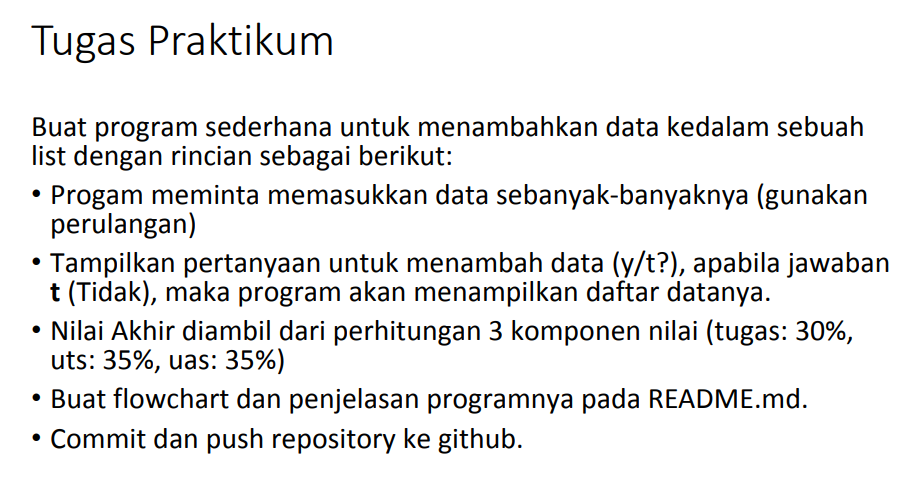 Tugas Praktikum
Buat program sederhana untuk menambahkan data kedalam sebuah
list dengan rincian sebagai berikut:
• Progam meminta memasukkan data sebanyak-banyaknya (gunakan
perulangan)
• Tampilkan pertanyaan untuk menambah data (y/t?), apabila jawaban
t (Tidak), maka program akan menampilkan daftar datanya.
• Nilai Akhir diambil dari perhitungan 3 komponen nilai (tugas: 30%,
uts: 35%, uas: 35%)
• Buat flowchart dan penjelasan programnya pada README.md.
• Commit dan push repository ke github.